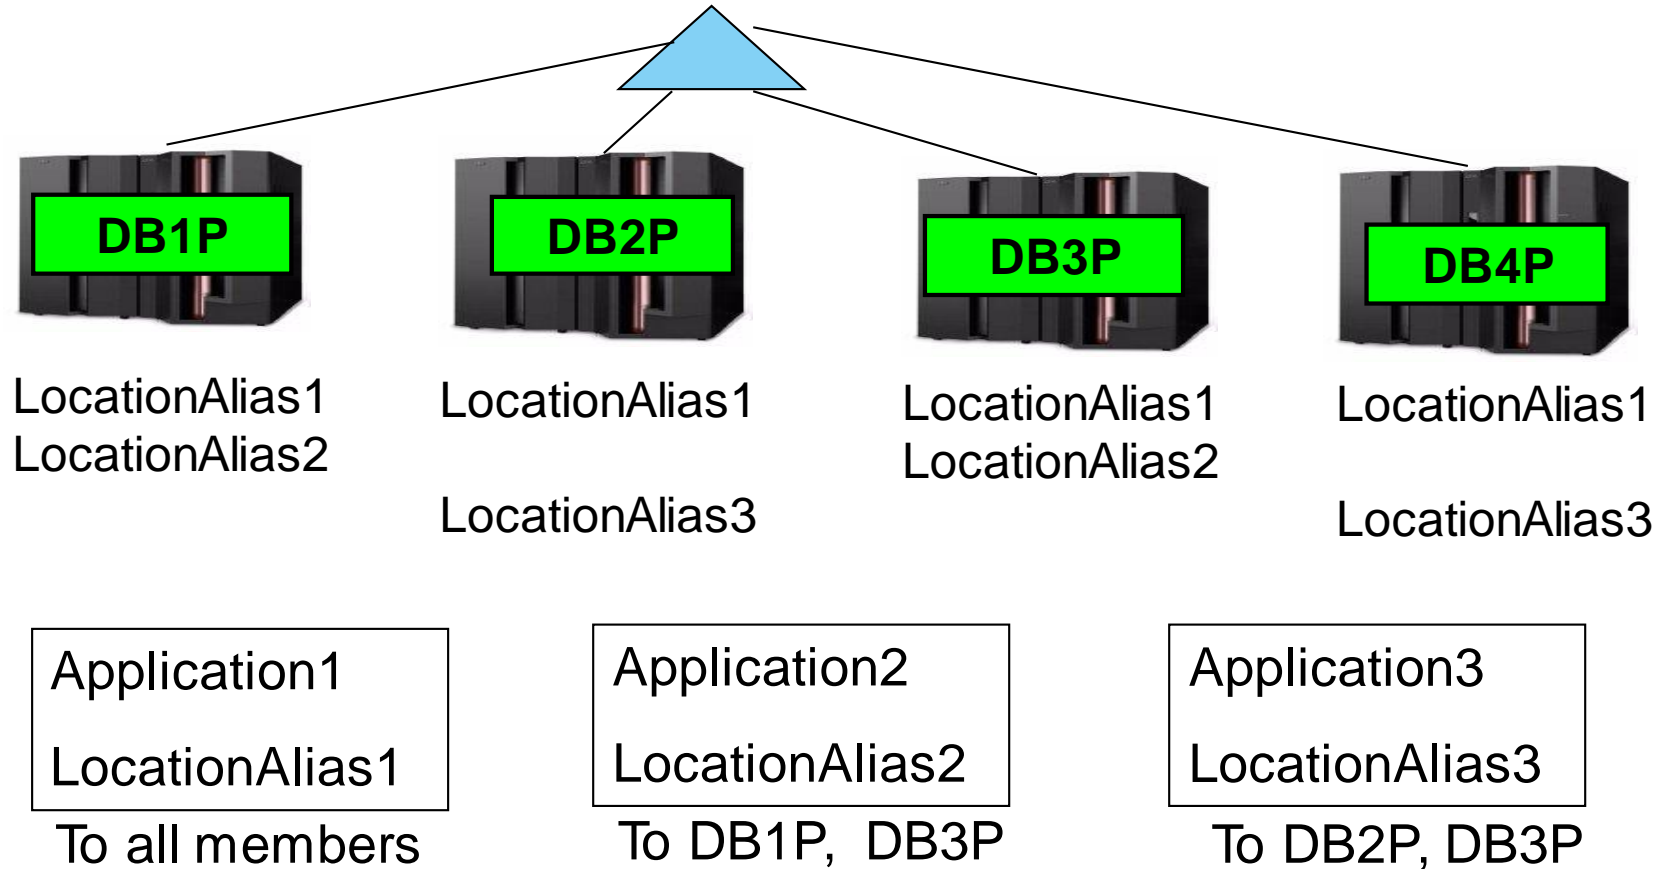 DB1P
DB2P
DB3P
DB4P
LocationAlias1
LocationAlias2
LocationAlias1
LocationAlias3
LocationAlias1
LocationAlias2
LocationAlias1
LocationAlias3
Application1
LocationAlias1
To all members
Application2
LocationAlias2
To DB1P, DB3P
Application3
LocationAlias3
To DB2P, DB3P